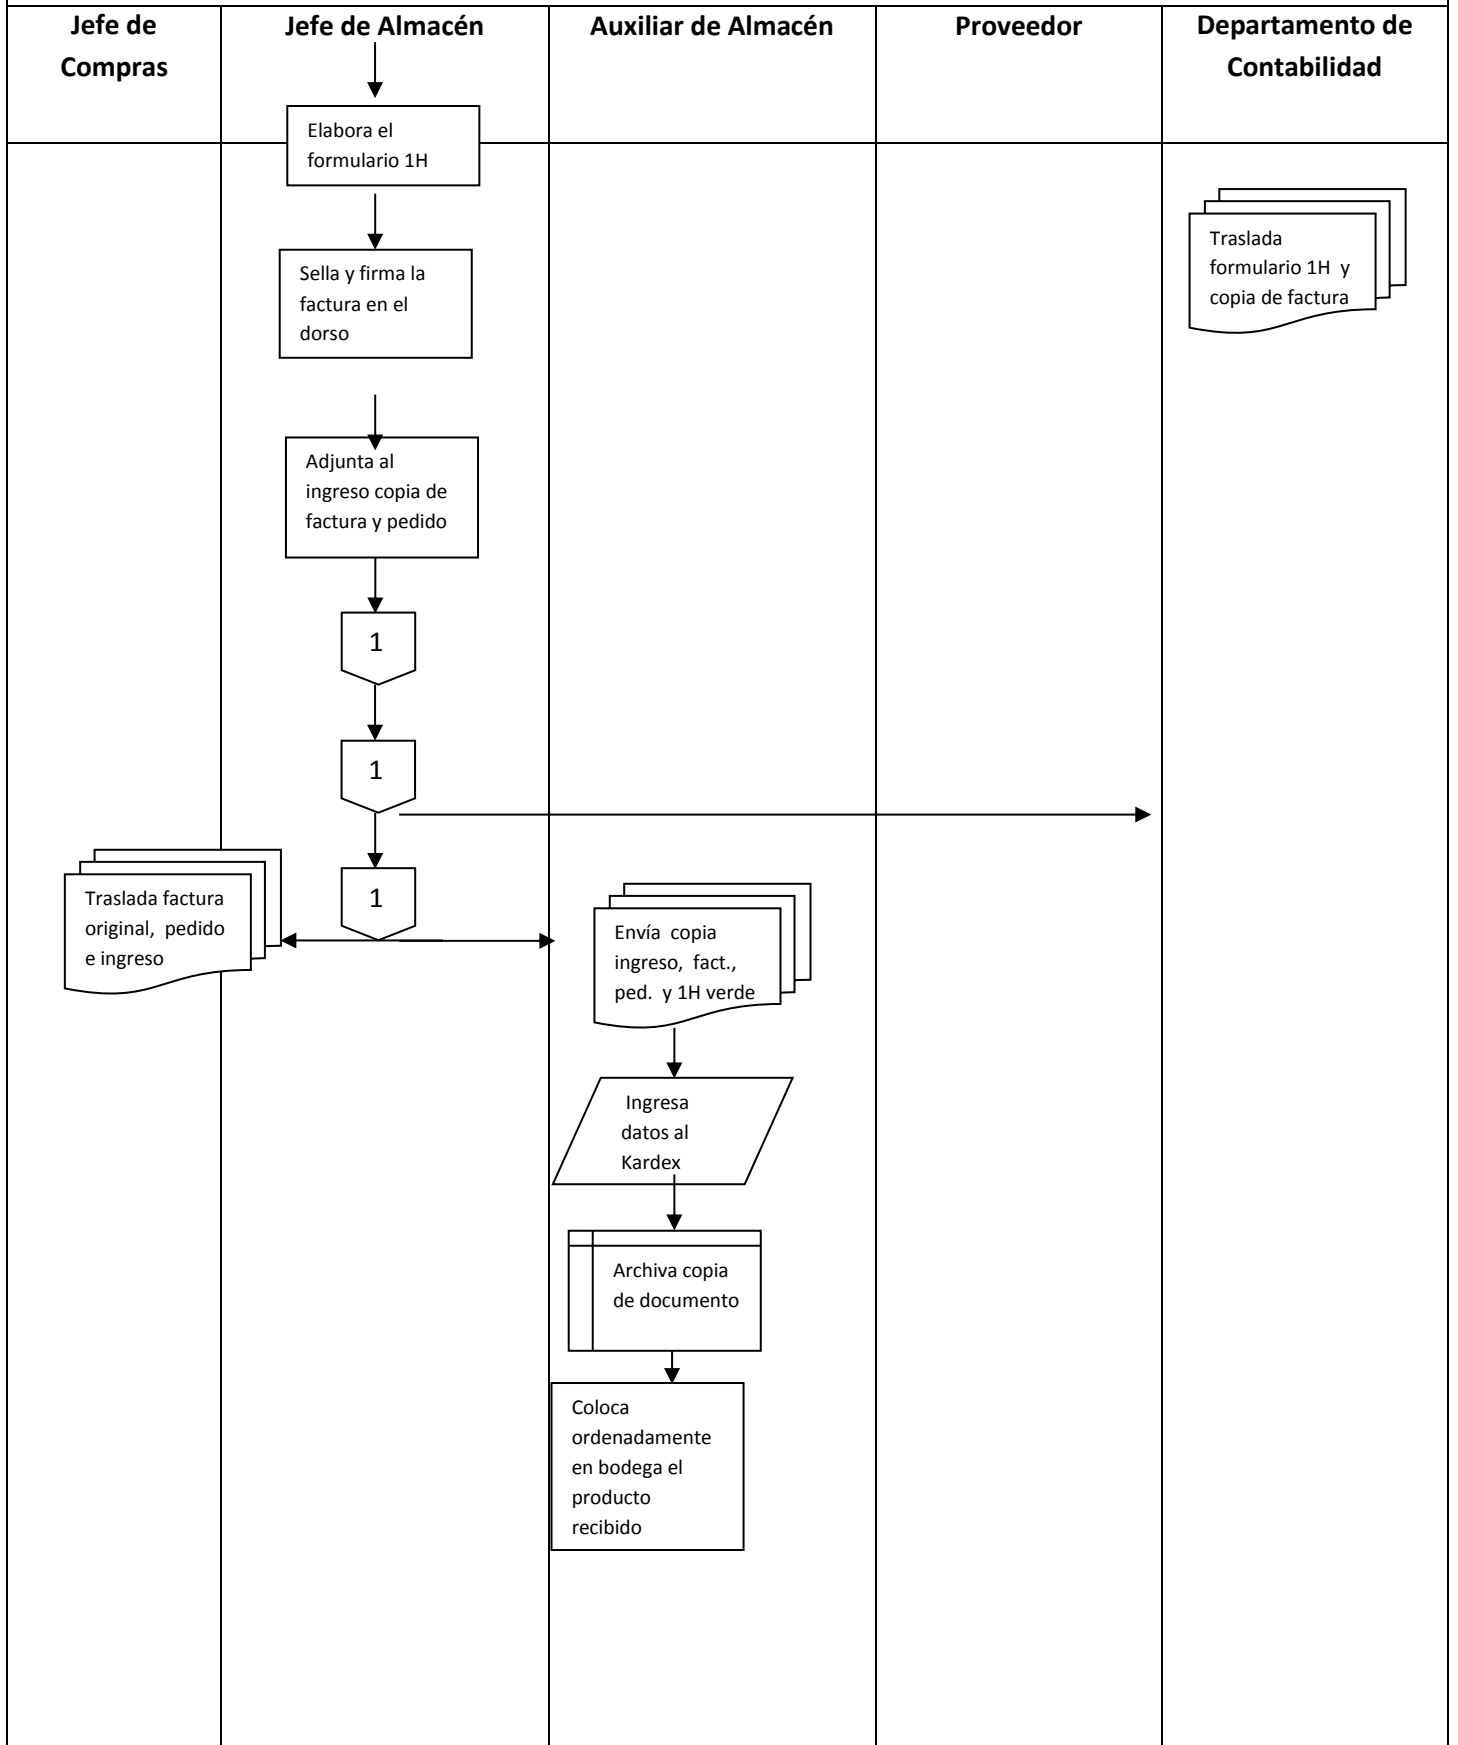 Jefe de
Compras
Jefe de Almacén
Auxiliar de Almacén
Proveedor
Departamento de
Contabilidad
Elabora el
formulario 1H
Sella y firma la
factura en el
dorso
Traslada
formulario 1H y
copia de factura
Adjunta al
ingreso copia de
factura y pedido
1
1
1
Traslada factura
original, pedido
e ingreso
Envía copia
ingreso, fact.,
ped. y 1H verde
Ingresa
datos al
Kardex
Archiva copia
de documento
Coloca
ordenadamente
en bodega el
producto
recibido